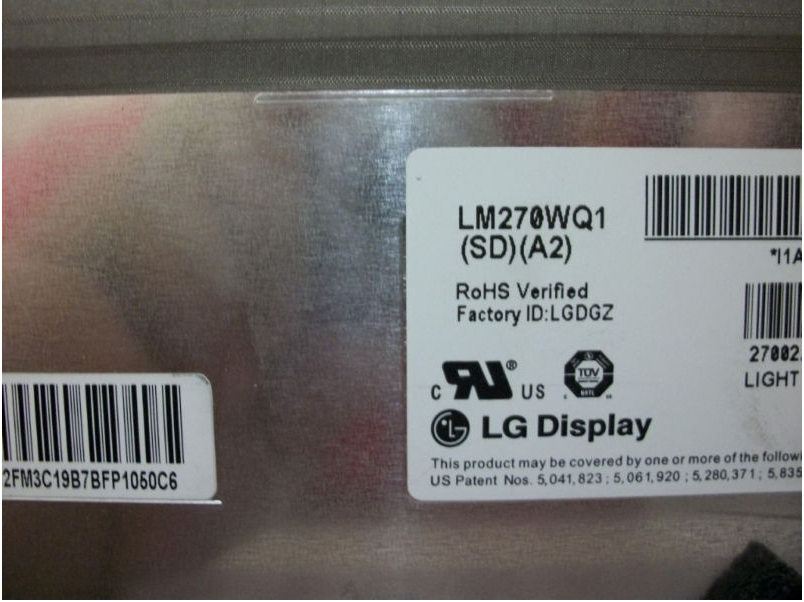 LM270WQ1
(SD)(A2)
*I1A
RoHS Verified
Factory ID:LGDGZ
27002.
LIGHT
C RU ® US
TÜV
LG Display
This product may be covered by one or more of the followi
US Patent Nos. 5,041,823 ; 5,061,920 ; 5,280,371 ; 5,835
2FM3C19B7BFP1050C6